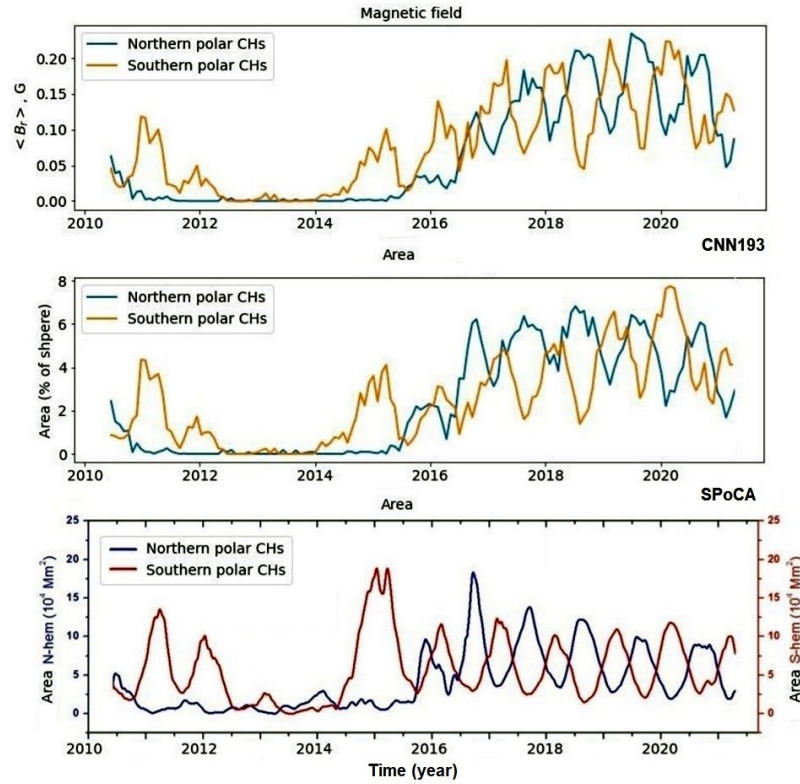 Magnetic field
< Br > , G
0.20
0.15
0.10
0.05
0.00
Northern polar CHs
Southern polar CHs
2010 2012 2014 2016 2018 2020
CNN193
Area
Area (% of shpere)
8
6
4
2
0
Northern polar CHs
Southern polar CHs
2010 2012 2014 2016 2018 2020
SPoCA
Area
Area N-hem (10⁴ Mm²)
25
20
15
10
5
0
Northern polar CHs
Southern polar CHs
25
20
15
10
5
0
Area S-hem (10⁴ Mm²)
2010 2012 2014 2016 2018 2020
Time (year)